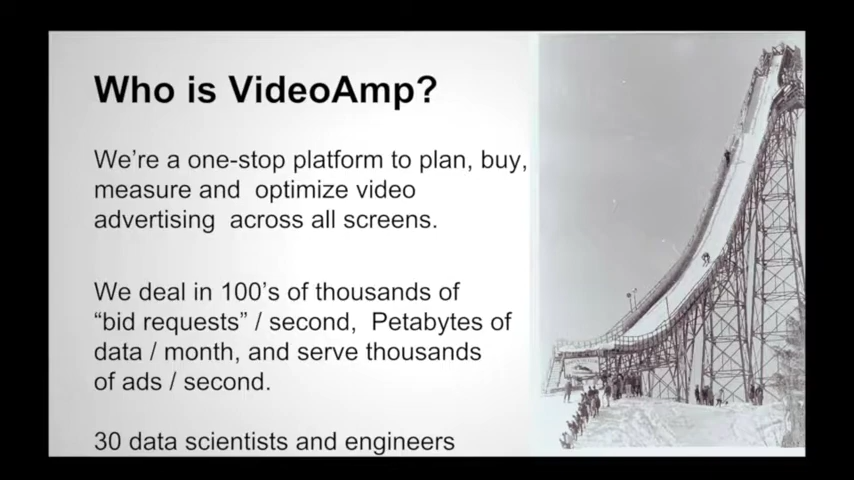 Who is VideoAmp?
We're a one-stop platform to plan, buy,
measure and optimize video
advertising across all screens.
We deal in 100's of thousands of
“bid requests” / second, Petabytes of
data / month, and serve thousands
of ads / second.
30 data scientists and engineers